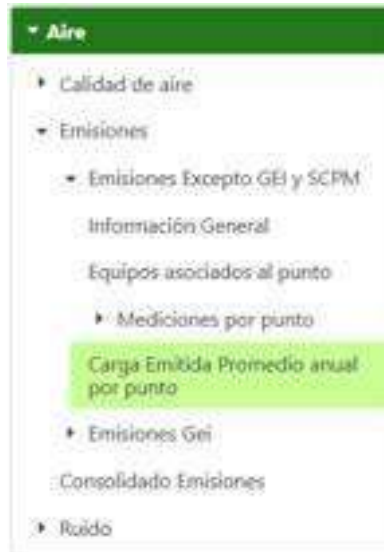 Aire
Calidad de aire
Emisiones
Emisiones Excepto GEI y SCPM
Información General
Equipos asociados al punto
Mediciones por punto
Carga Emitida Promedio anual
por punto
Emisiones Gei
Consolidado Emisiones
Ruido